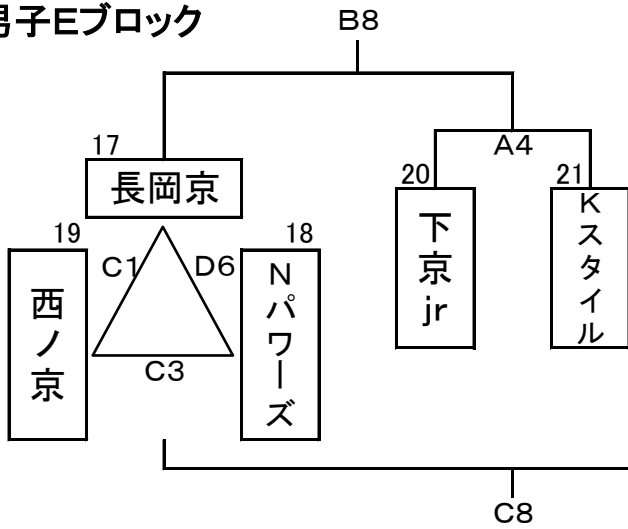 男子Eブロック
B8
A4
17
長岡京
20
下京jr
21
Kスタイル
19
西ノ京
18
Nパワーズ
C1
D6
C3
C8